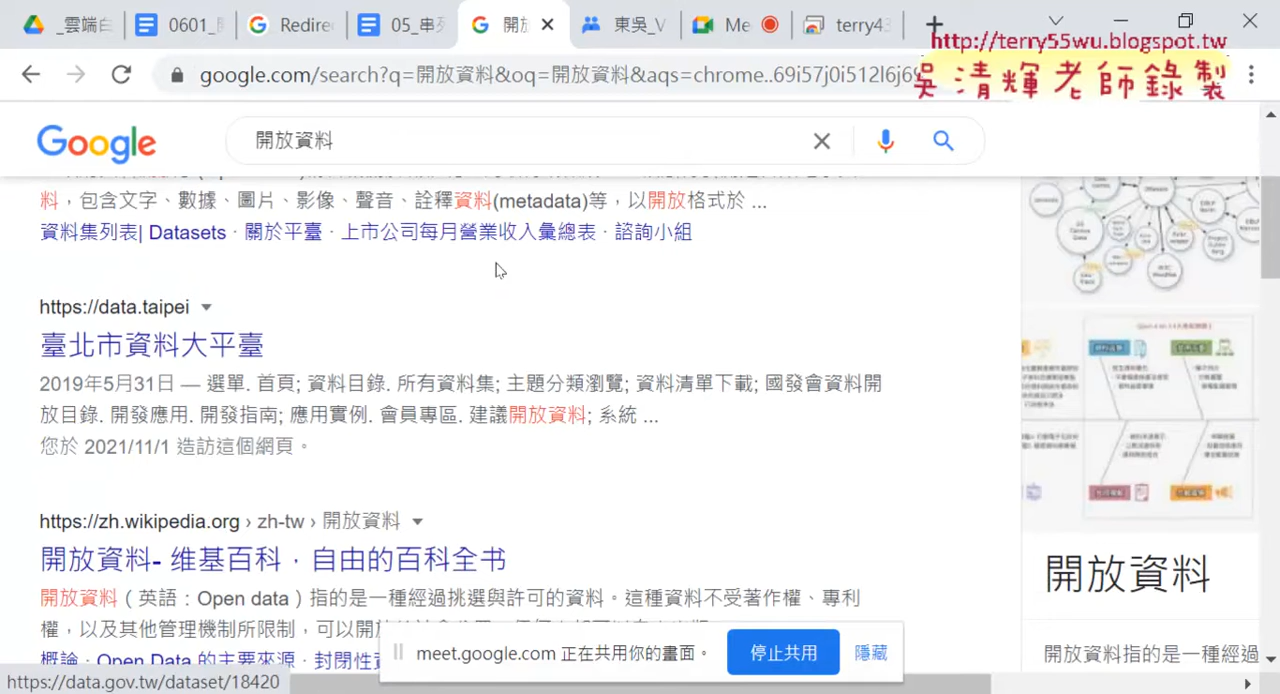 _雲端白
0601_
Redire
05_串列
開放
東吳_V
Me
terry43
http://terry55wu.blogspot.tw
google.com/search?q=開放資料&oq=開放資料&aqs=chrome..69i57j0i512l6j69
吳清輝老師錄製
Google
開放資料
料，包含文字、數據、圖片、影像、聲音、詮釋資料(metadata)等，以開放格式於 ...
資料集列表| Datasets · 關於平臺 · 上市公司每月營業收入彙總表 · 諮詢小組
https://data.taipei
臺北市資料大平臺
2019年5月31日 — 選單. 首頁; 資料目錄. 所有資料集; 主題分類瀏覽; 資料清單下載; 國發會資料開
放目錄. 開發應用. 開發指南; 應用實例. 會員專區. 建議開放資料; 系統 ...
您於 2021/11/1 造訪這個網頁。
https://zh.wikipedia.org › zh-tw › 開放資料
開放資料- 维基百科，自由的百科全书
開放資料
開放資料（英語：Open data）指的是一種經過挑選與許可的資料。這種資料不受著作權、專利
權，以及其他管理機制所限制，可以開放
meet.google.com 正在共用你的畫面。
停止共用
隱藏
開放資料指的是一種經過
概論 · Open Data 的主要來源 · 封閉性
https://data.gov.tw/dataset/18420